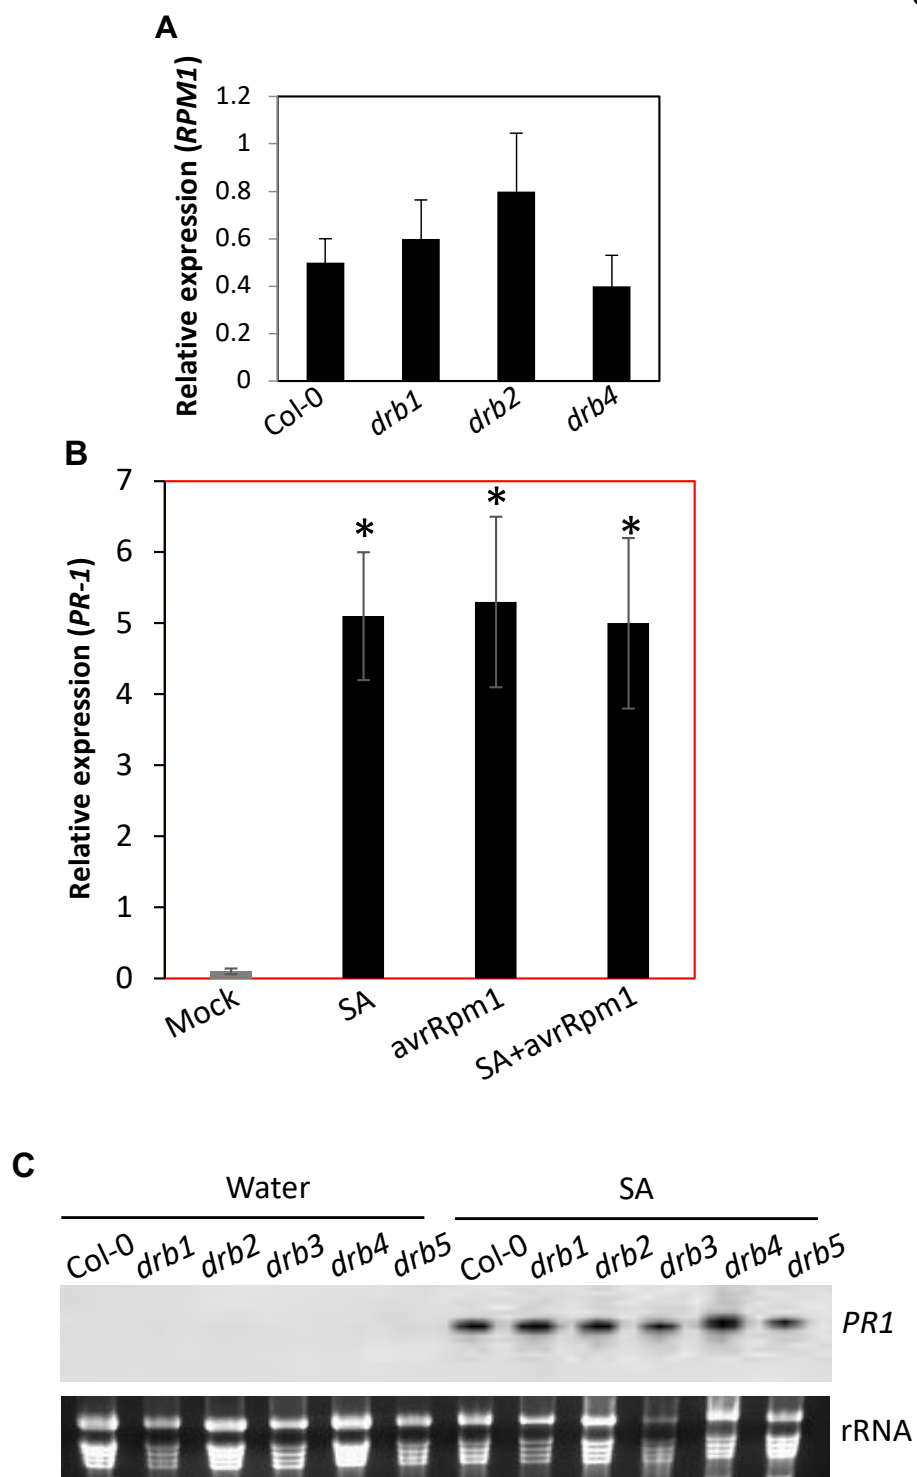 A
Relative expression (RPM1)
1.2
1
0.8
0.6
0.4
0.2
0
Col-0 drb1 drb2 drb4
B
Relative expression (PR-1)
7
6
5
4
3
2
1
0
* * *
Mock SA avrRpm1 SA+avrRpm1
C
Water SA
Col-0 drb1 drb2 drb3 drb4 drb5 Col-0 drb1 drb2 drb3 drb4 drb5
PR1
rRNA